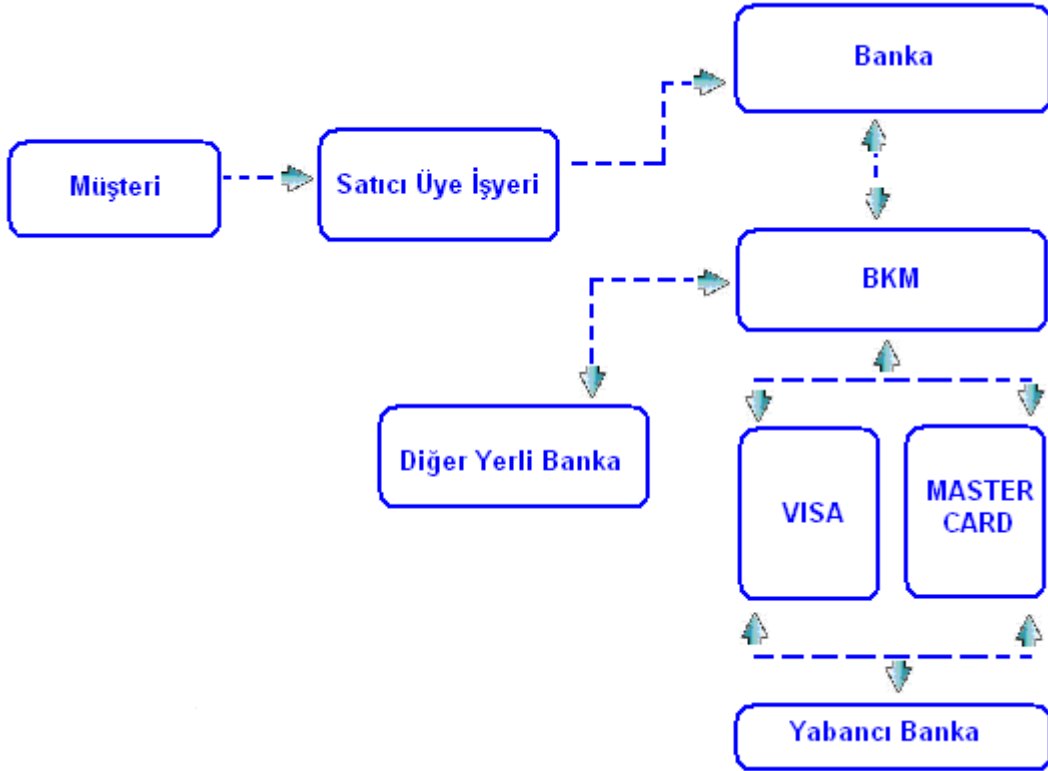 Banka
Müşteri
Satıcı Üye İşyeri
BKM
Diğer Yerli Banka
VISA
MASTER
CARD
Yabancı Banka